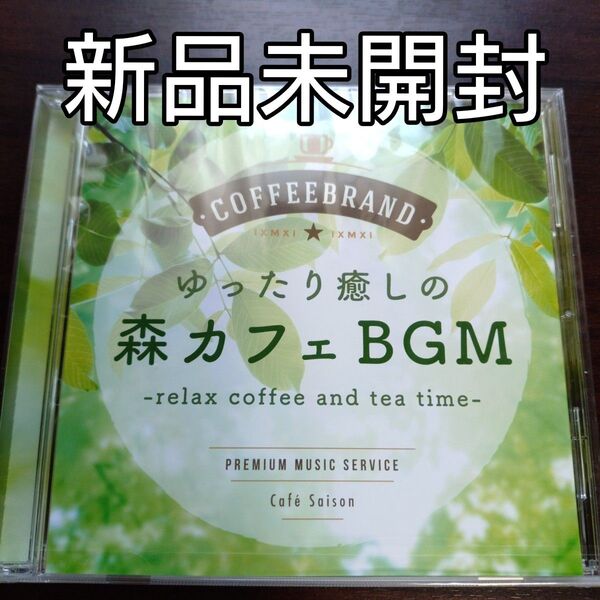 新品未開封
COFFEEBRAND
IXMXI ★ IXMXI
ゆったり癒しの
森カフェBGM
-relax coffee and tea time-
PREMIUM MUSIC SERVICE
Café Saison